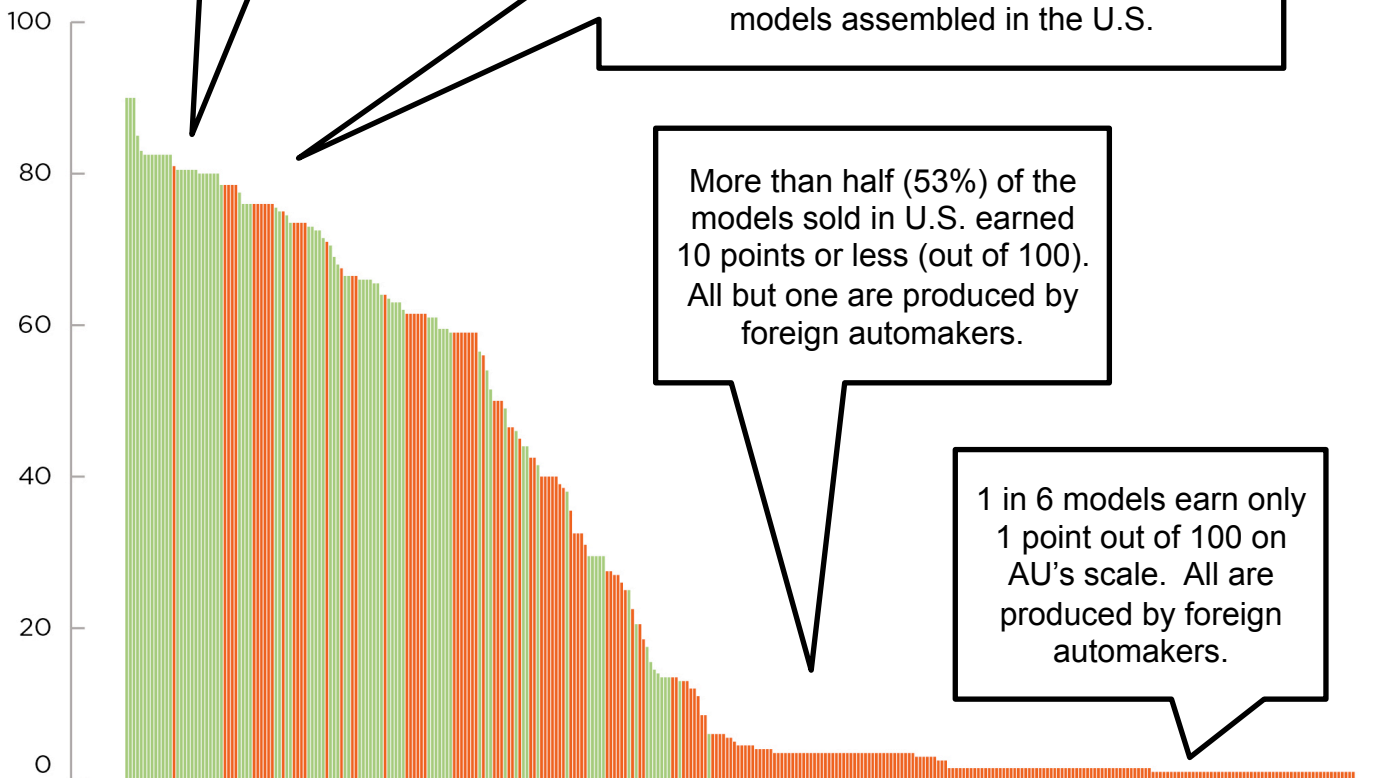 100
models assembled in the U.S.
80
More than half (53%) of the
models sold in U.S. earned
10 points or less (out of 100).
All but one are produced by
foreign automakers.
60
40
1 in 6 models earn only
1 point out of 100 on
AU’s scale.  All are
produced by foreign
automakers.
20
0